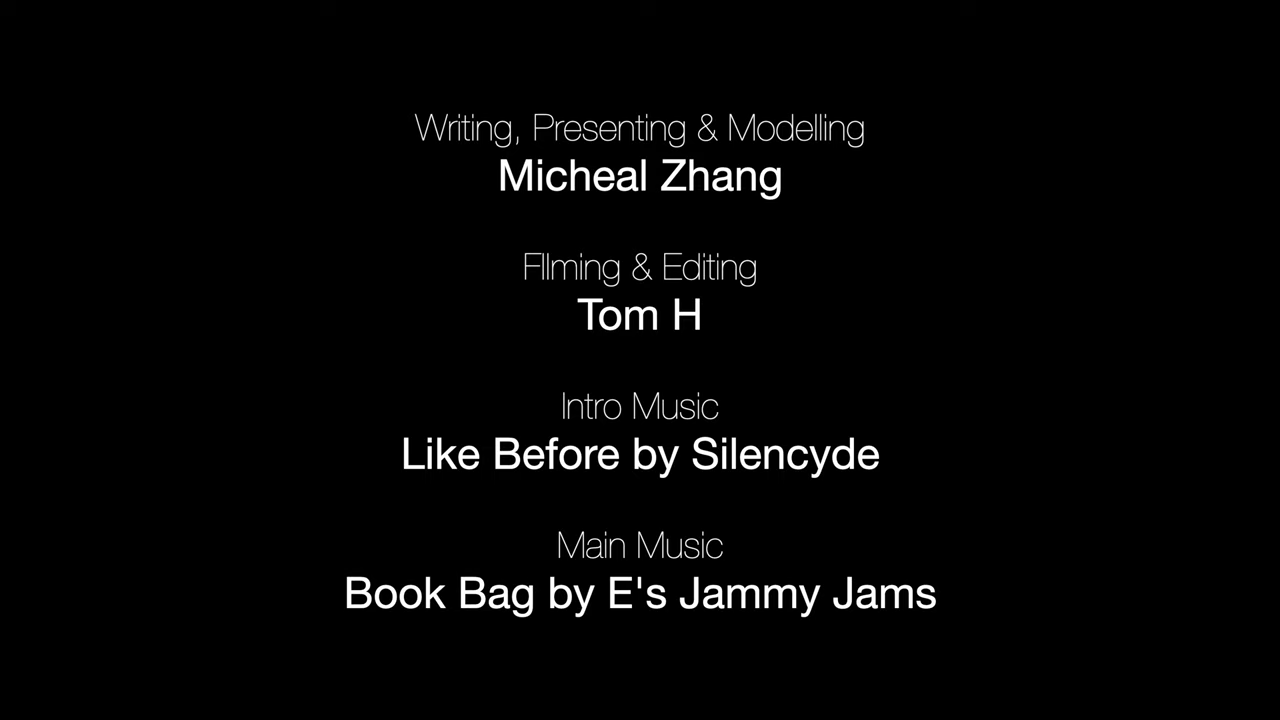 Writing, Presenting & Modelling
Micheal Zhang
FIlming & Editing
Tom H
Intro Music
Like Before by Silencyde
Main Music
Book Bag by E's Jammy Jams